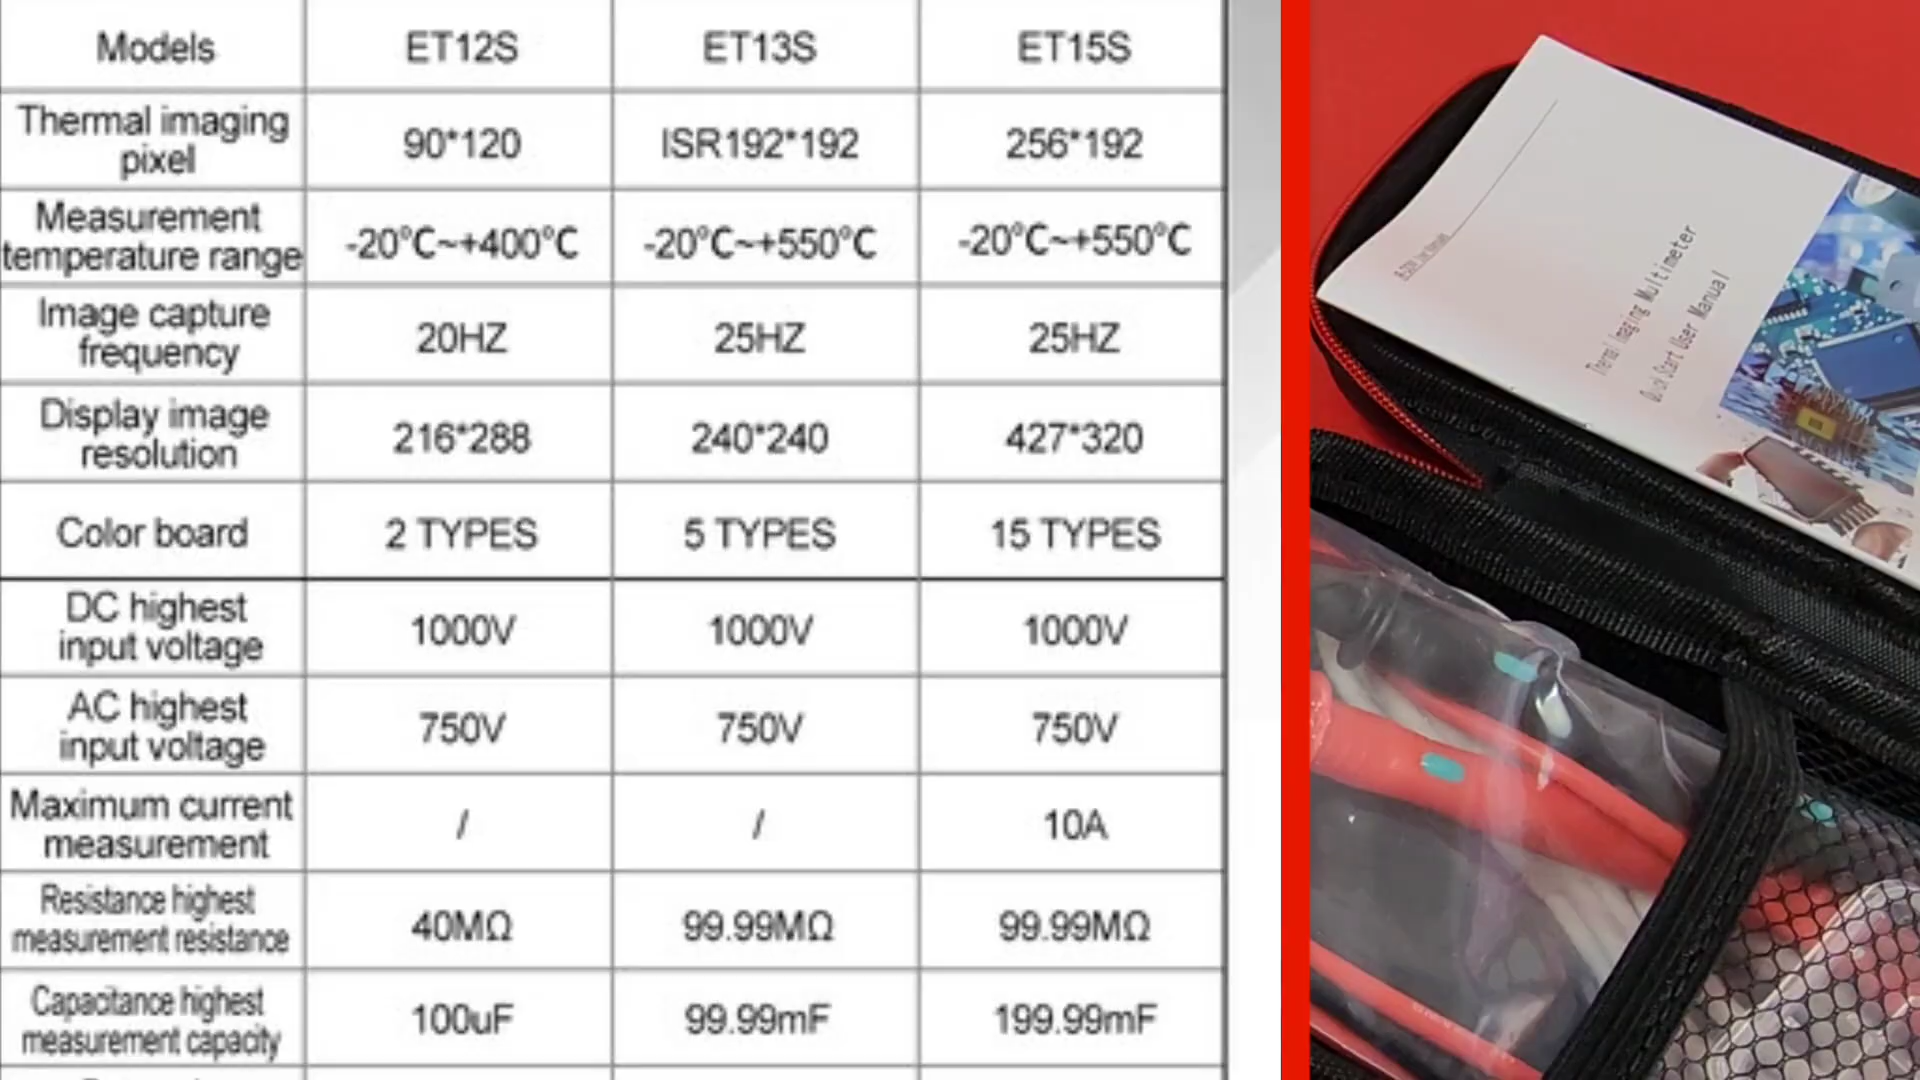 Models ET12S ET13S ET15S
Thermal imaging
pixel 90*120 ISR192*192 256*192
Measurement
temperature range -20°C~+400°C -20°C~+550°C -20°C~+550°C
Image capture
frequency 20HZ 25HZ 25HZ
Display image
resolution 216*288 240*240 427*320
Color board 2 TYPES 5 TYPES 15 TYPES
DC highest
input voltage 1000V 1000V 1000V
AC highest
input voltage 750V 750V 750V
Maximum current
measurement / / 10A
Resistance highest
measurement resistance 40MΩ 99.99MΩ 99.99MΩ
Capacitance highest
measurement capacity 100uF 99.99mF 199.99mF
Thermal Imaging Multimeter
Quick Start User Manual